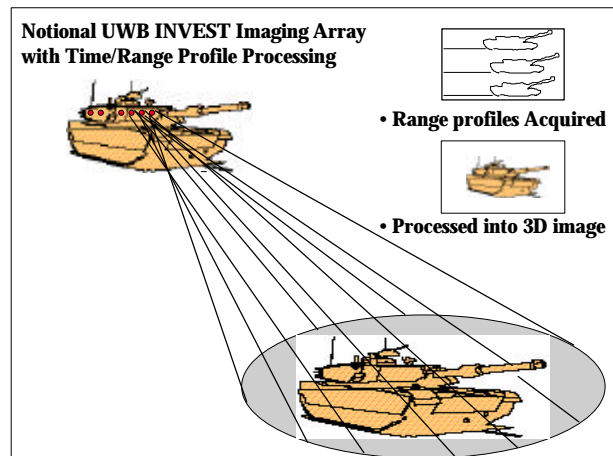 Notional UWB INVEST Imaging Array
with Time/Range Profile Processing
• Range profiles Acquired
• Processed into 3D image